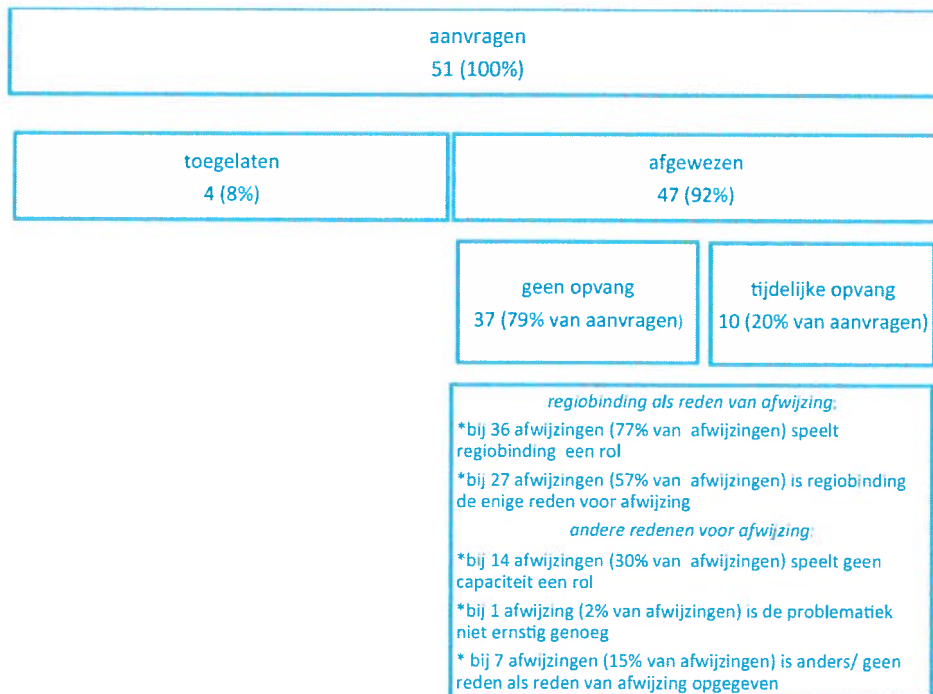 aanvragen
51 (100%)
toegelaten
4 (8%)
afgewezen
47 (92%)
geen opvang
37 (79% van aanvragen)
tijdelijke opvang
10 (20% van aanvragen)
regiobinding als reden van afwijzing:
*bij 36 afwijzingen (77% van afwijzingen) speelt
regiobinding een rol
*bij 27 afwijzingen (57% van afwijzingen) is regiobinding
de enige reden voor afwijzing
andere redenen voor afwijzing:
*bij 14 afwijzingen (30% van afwijzingen) speelt geen
capaciteit een rol
*bij 1 afwijzing (2% van afwijzingen) is de problematiek
niet ernstig genoeg
* bij 7 afwijzingen (15% van afwijzingen) is anders/ geen
reden als reden van afwijzing opgegeven